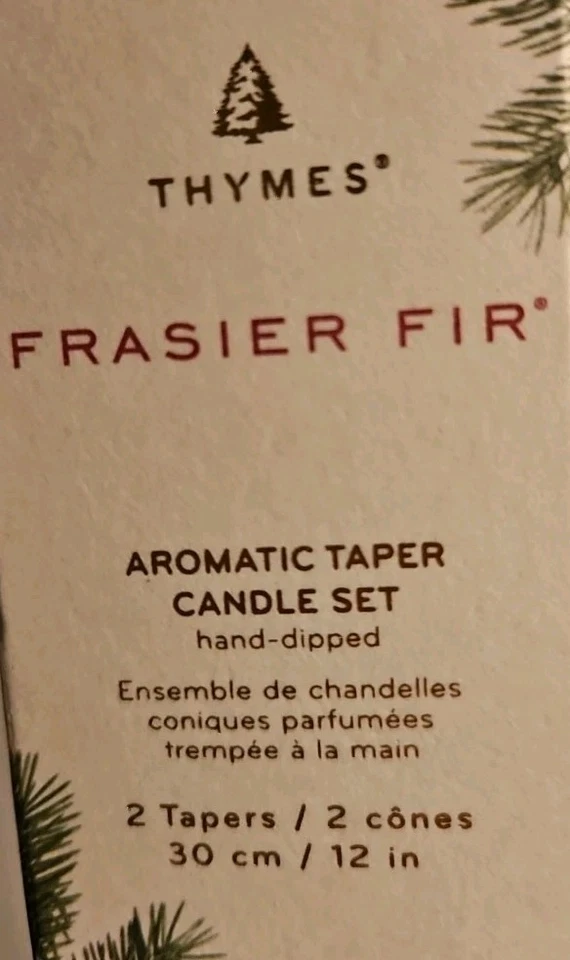 THYMES®
FRASIER FIR®
AROMATIC TAPER
CANDLE SET
hand-dipped
Ensemble de chandelles
coniques parfumées
trempée à la main
2 Tapers / 2 cônes
30 cm / 12 in